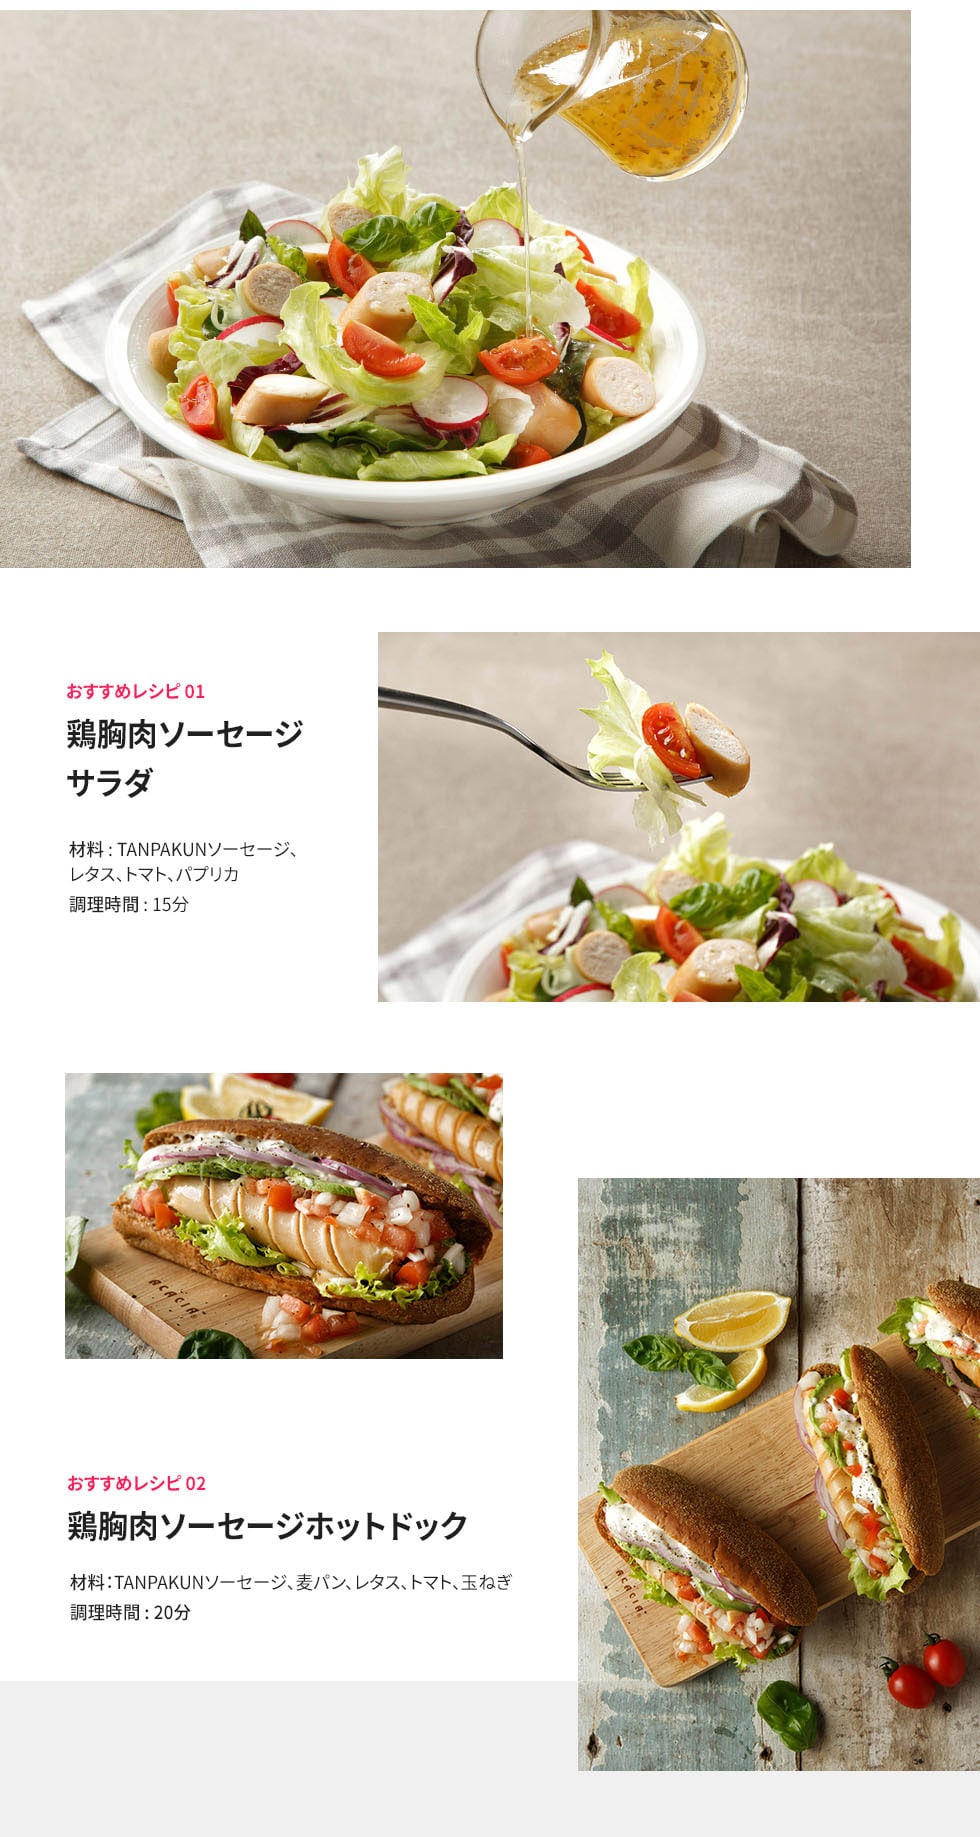 おすすめレシピ 01
鶏胸肉ソーセージ
サラダ
材料 : TANPAKUNソーセージ、
レタス、トマト、パプリカ
調理時間 : 15分
ACACIA
おすすめレシピ 02
鶏胸肉ソーセージホットドック
材料：TANPAKUNソーセージ、麦パン、レタス、トマト、玉ねぎ
調理時間 : 20分
ACACIA